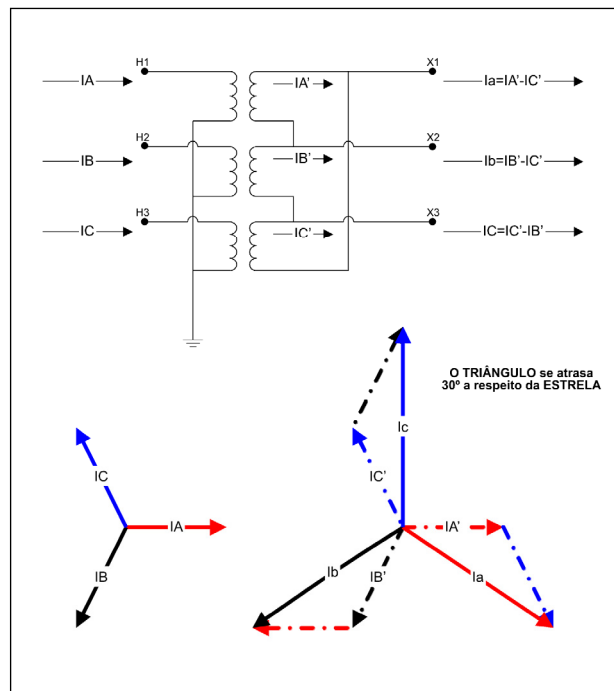 H1
X1
IA
IA'
Ia=IA'-IC'
H2
X2
IB
IB'
Ib=IB'-IC'
H3
X3
IC
IC'
IC=IC'-IB'
O TRIÂNGULO se atrasa
30º a respeito da ESTRELA
Ic
IC
IC'
IA
IA'
IB
Ib
IB'
Ia